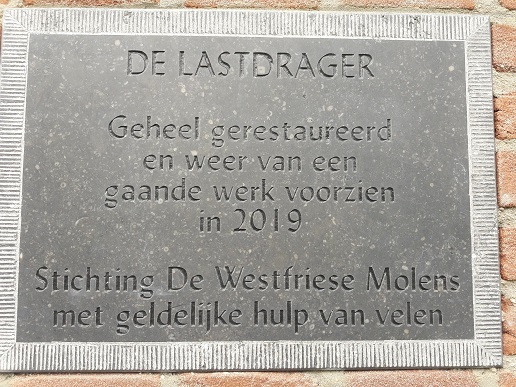 DE LASTDRAGER
Geheel gerestaureerd
en weer van een
gaande werk voorzien
in 2019
Stichting De Westfriese Molens
met geldelijke hulp van velen